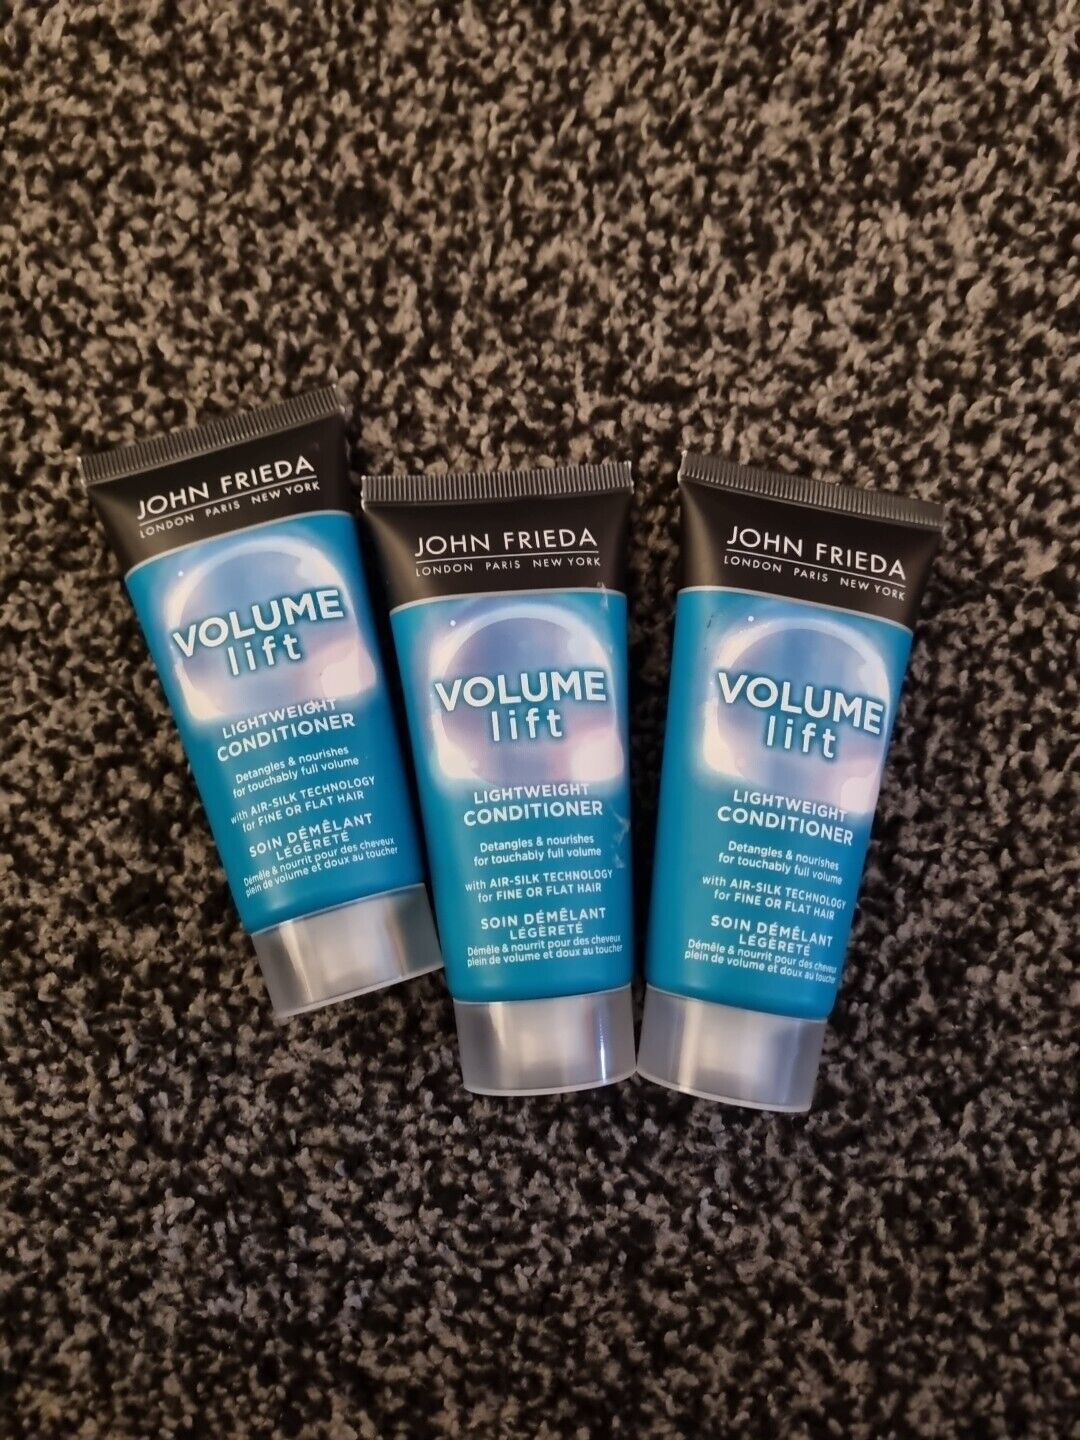 JOHN FRIEDA
LONDON PARIS NEW YORK
VOLUME
lift
LIGHTWEIGHT
CONDITIONER
Detangles & nourishes
for touchably full volume
with AIR-SILK TECHNOLOGY
for FINE OR FLAT HAIR
SOIN DÉMÊLANT
LÉGÈRETÉ
Démêle & nourrit pour des cheveux
plein de volume et doux au toucher
JOHN FRIEDA
LONDON PARIS NEW YORK
VOLUME
lift
LIGHTWEIGHT
CONDITIONER
Detangles & nourishes
for touchably full volume
with AIR-SILK TECHNOLOGY
for FINE OR FLAT HAIR
SOIN DÉMÊLANT
LÉGÈRETÉ
Démêle & nourrit pour des cheveux
plein de volume et doux au toucher
JOHN FRIEDA
LONDON PARIS NEW YORK
VOLUME
lift
LIGHTWEIGHT
CONDITIONER
Detangles & nourishes
for touchably full volume
with AIR-SILK TECHNOLOGY
for FINE OR FLAT HAIR
SOIN DÉMÊLANT
LÉGÈRETÉ
Démêle & nourrit pour des cheveux
plein de volume et doux au toucher